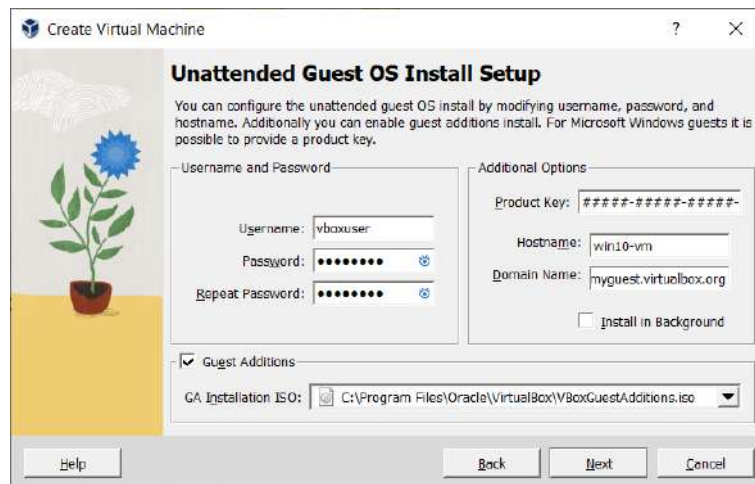 Create Virtual Machine
?
Unattended Guest OS Install Setup
You can configure the unattended guest OS install by modifying username, password, and
hostname. Additionally you can enable guest additions install. For Microsoft Windows guests it is
possible to provide a product key.
Username and Password
Username: vboxuser
Password: ●●●●●●●●
Repeat Password: ●●●●●●●●
Additional Options
Product Key: #####-#####-#####-
Hostname: win10-vm
Domain Name: myguest.virtualbox.org
Install in Background
Guest Additions
GA Installation ISO: C:\Program Files\Oracle\VirtualBox\VBoxGuestAdditions.iso
Help
Back
Next
Cancel